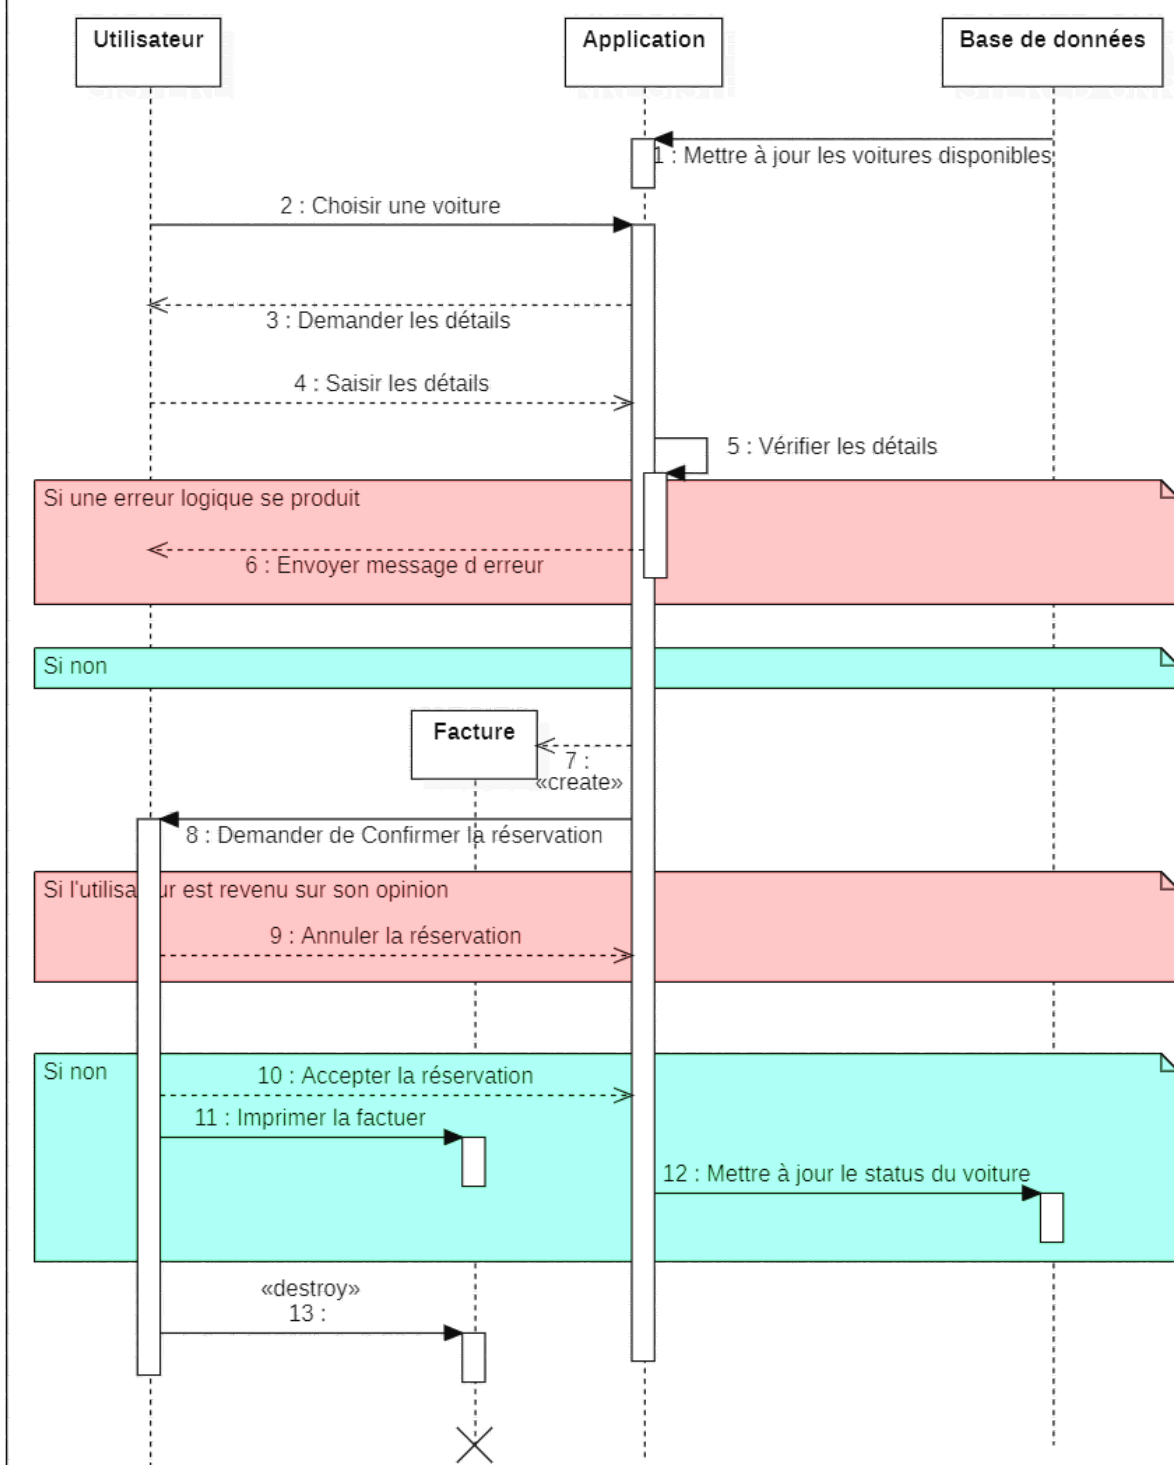 Utilisateur
Application
Base de données
1 : Mettre à jour les voitures disponibles
2 : Choisir une voiture
3 : Demander les détails
4 : Saisir les détails
5 : Vérifier les détails
Si une erreur logique se produit
6 : Envoyer message d erreur
Si non
Facture
7 :
«create»
8 : Demander de Confirmer la réservation
Si l'utilisateur est revenu sur son opinion
9 : Annuler la réservation
Si non
10 : Accepter la réservation
11 : Imprimer la factuer
12 : Mettre à jour le status du voiture
«destroy»
13 :